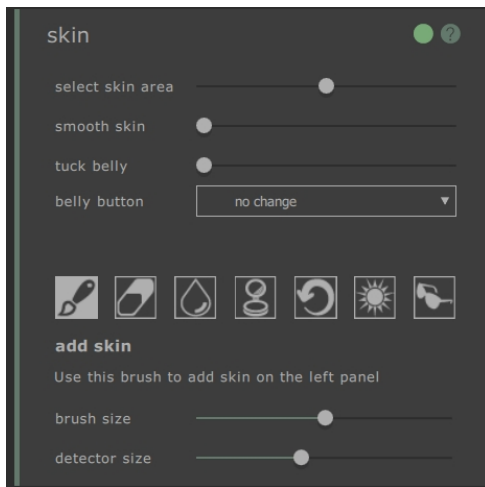 skin
?
select skin area
smooth skin
tuck belly
belly button
no change
add skin
Use this brush to add skin on the left panel
brush size
detector size